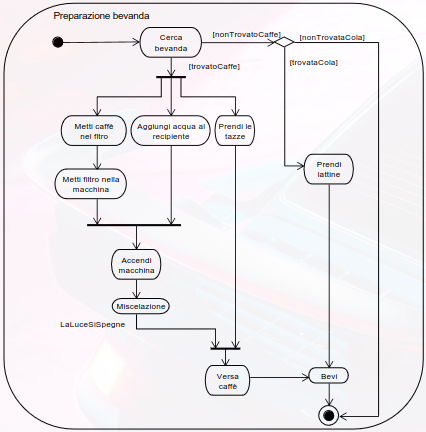 Preparazione bevanda
Cerca
bevanda
[nonTrovatoCaffe]
[nonTrovataCola]
[trovatoCaffe]
[trovataCola]
Metti caffè
nel fltro
Aggiungi acqua al
recipiente
Prendi le
tazze
Prendi
lattine
Metti filtro nella
macchina
Accendi
macchina
Miscelazione
LaLuceSiSpegne
Versa
caffè
Bevi